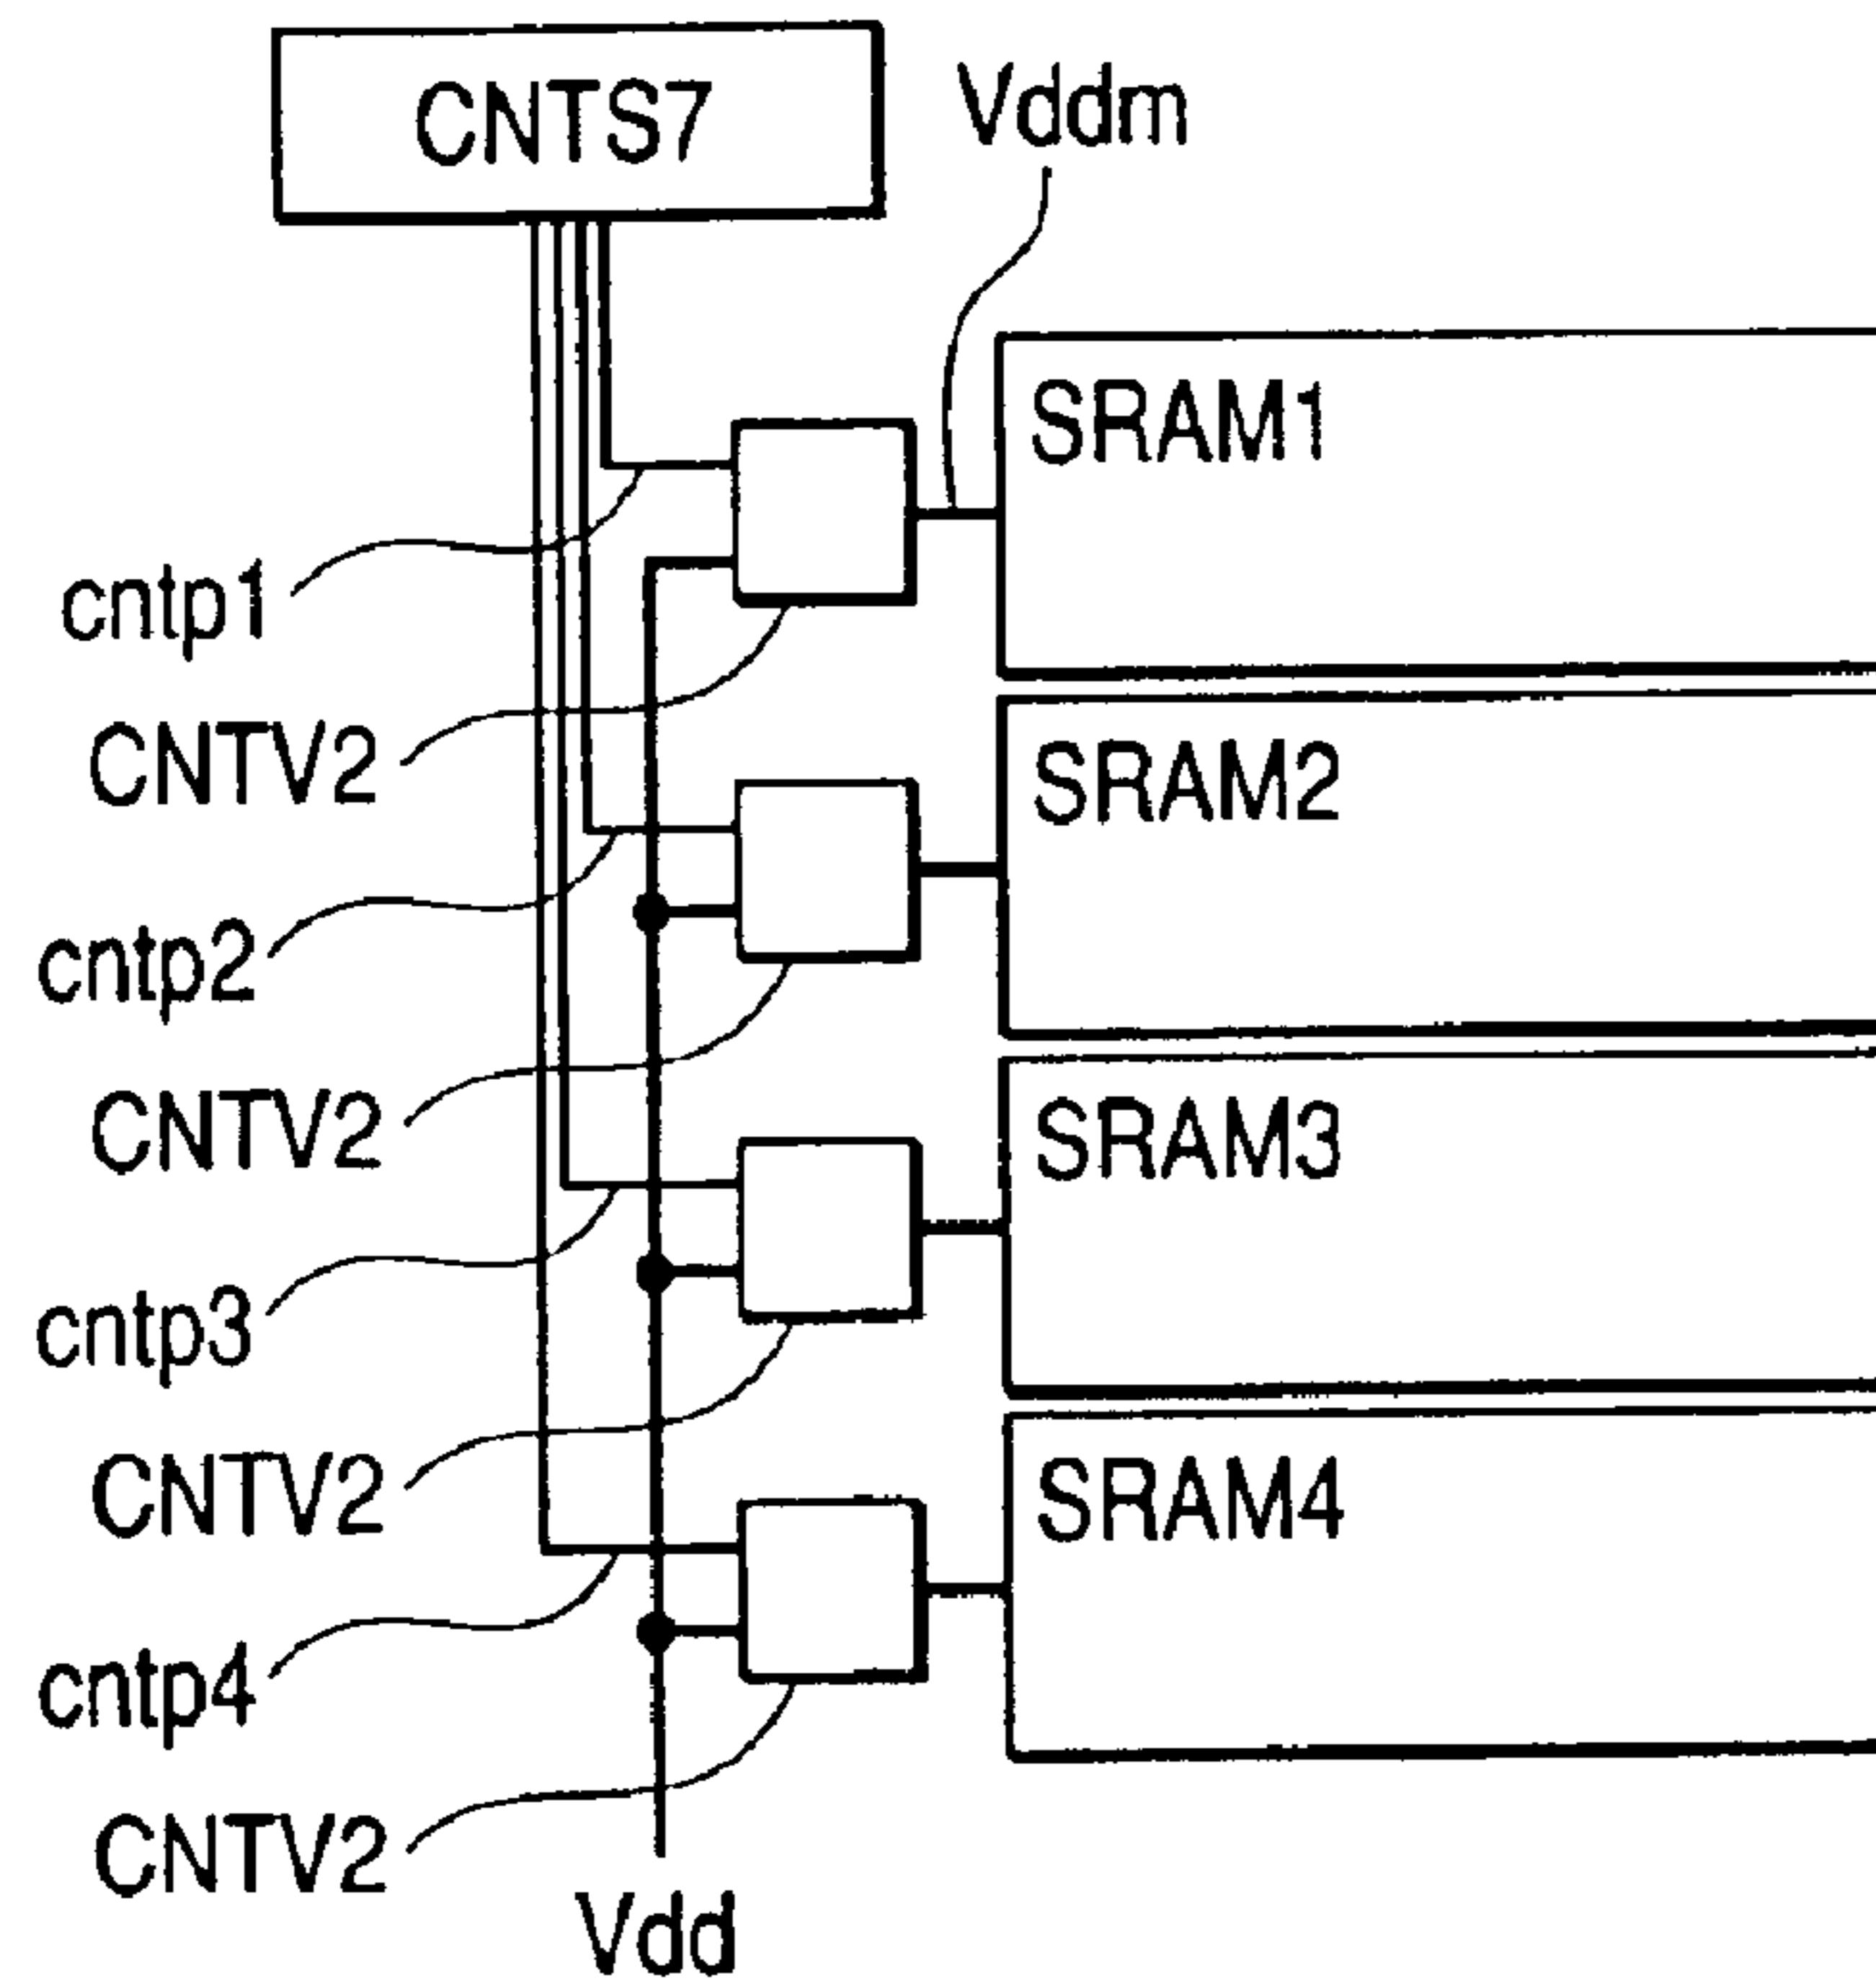 CNTS7
Vddm
SRAM1
cntp1
CNTV2
SRAM2
cntp2
CNTV2
SRAM3
cntp3
CNTV2
SRAM4
cntp4
CNTV2
Vdd